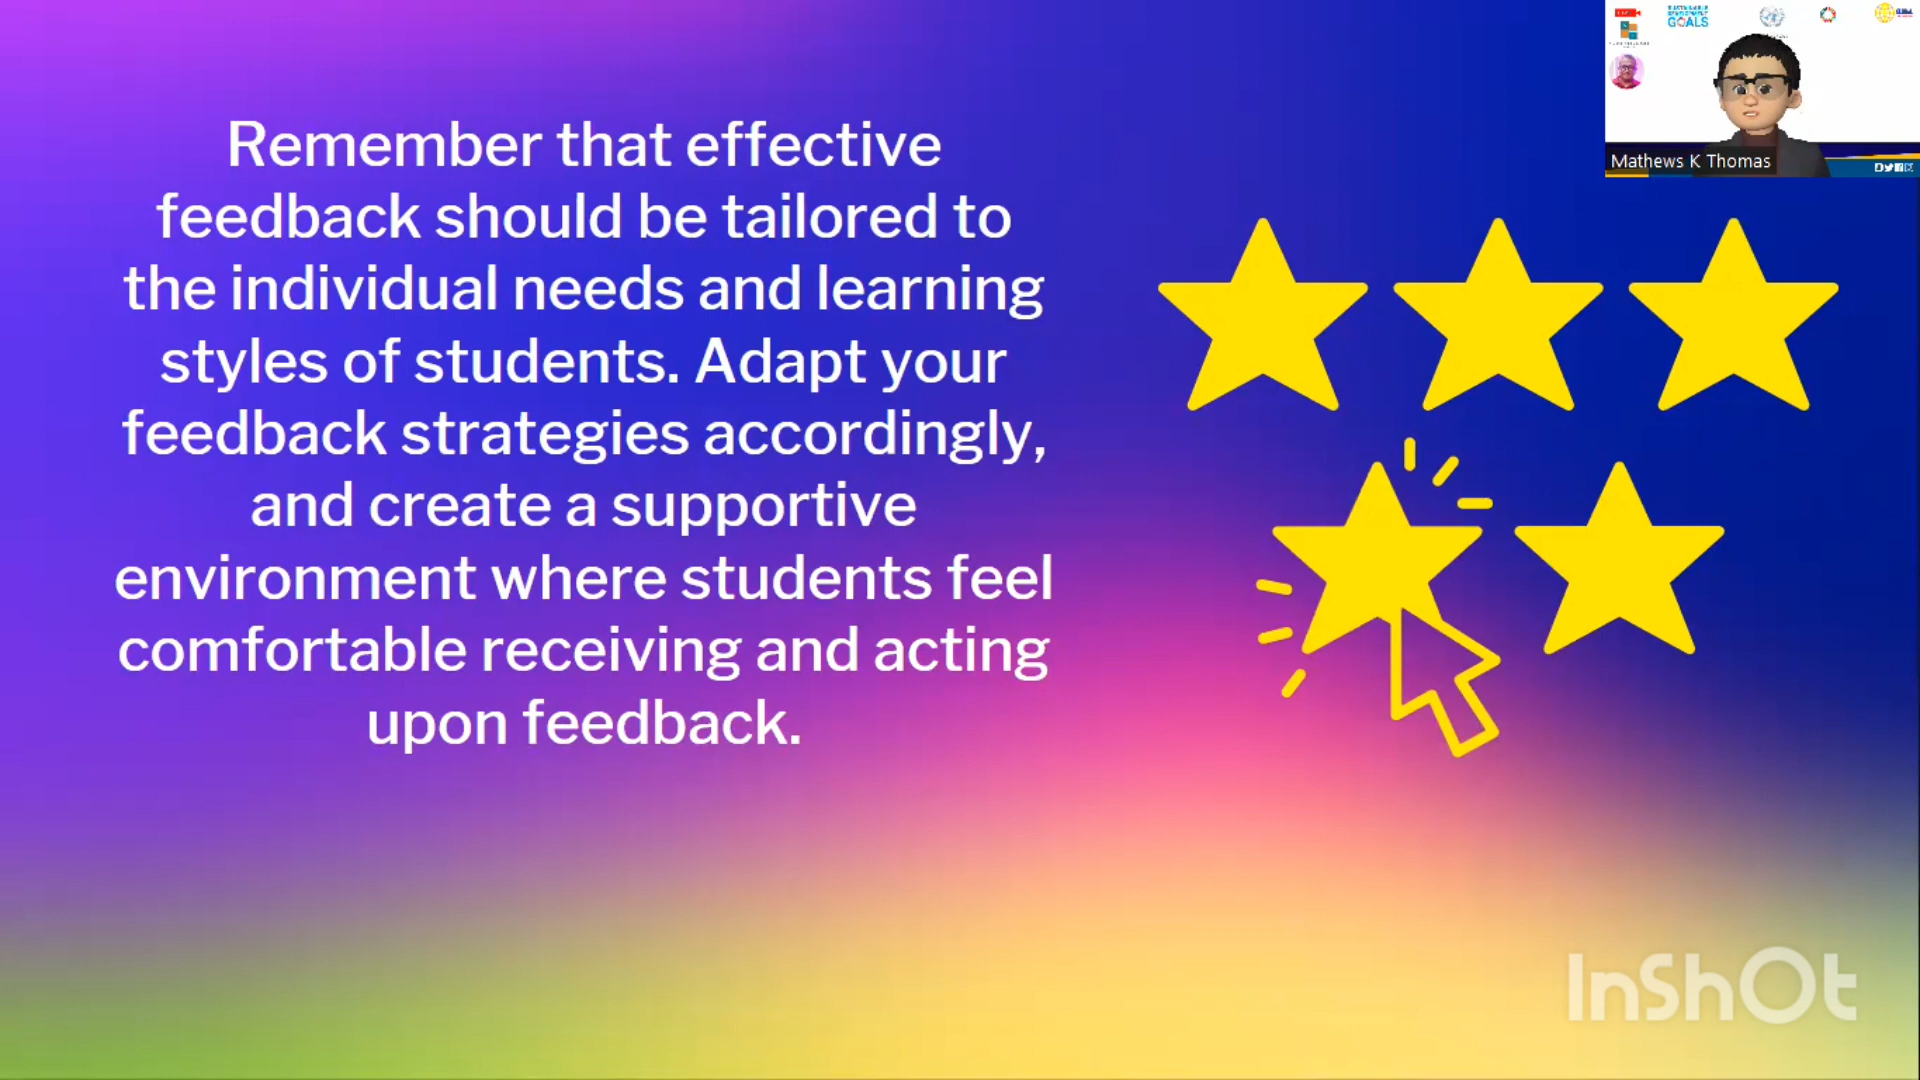 Remember that effective
feedback should be tailored to
the individual needs and learning
styles of students. Adapt your
feedback strategies accordingly,
and create a supportive
environment where students feel
comfortable receiving and acting
upon feedback.
GOALS
Mathews K Thomas
InShOt